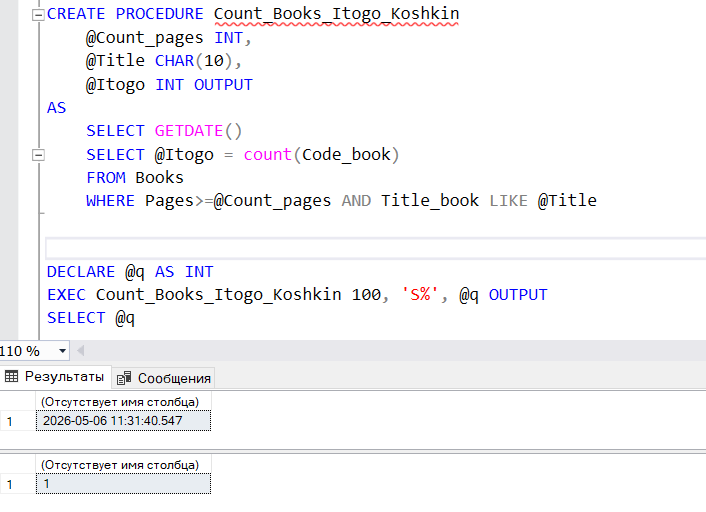 CREATE PROCEDURE Count_Books_Itogo_Koshkin
@Count_pages INT,
@Title CHAR(10),
@Itogo INT OUTPUT
AS
SELECT GETDATE()
SELECT @Itogo = count(Code_book)
FROM Books
WHERE Pages>=@Count_pages AND Title_book LIKE @Title
DECLARE @q AS INT
EXEC Count_Books_Itogo_Koshkin 100, 'S%', @q OUTPUT
SELECT @q
110 %
Результаты Сообщения
(Отсутствует имя столбца)
1 2026-05-06 11:31:40.547
(Отсутствует имя столбца)
1 1